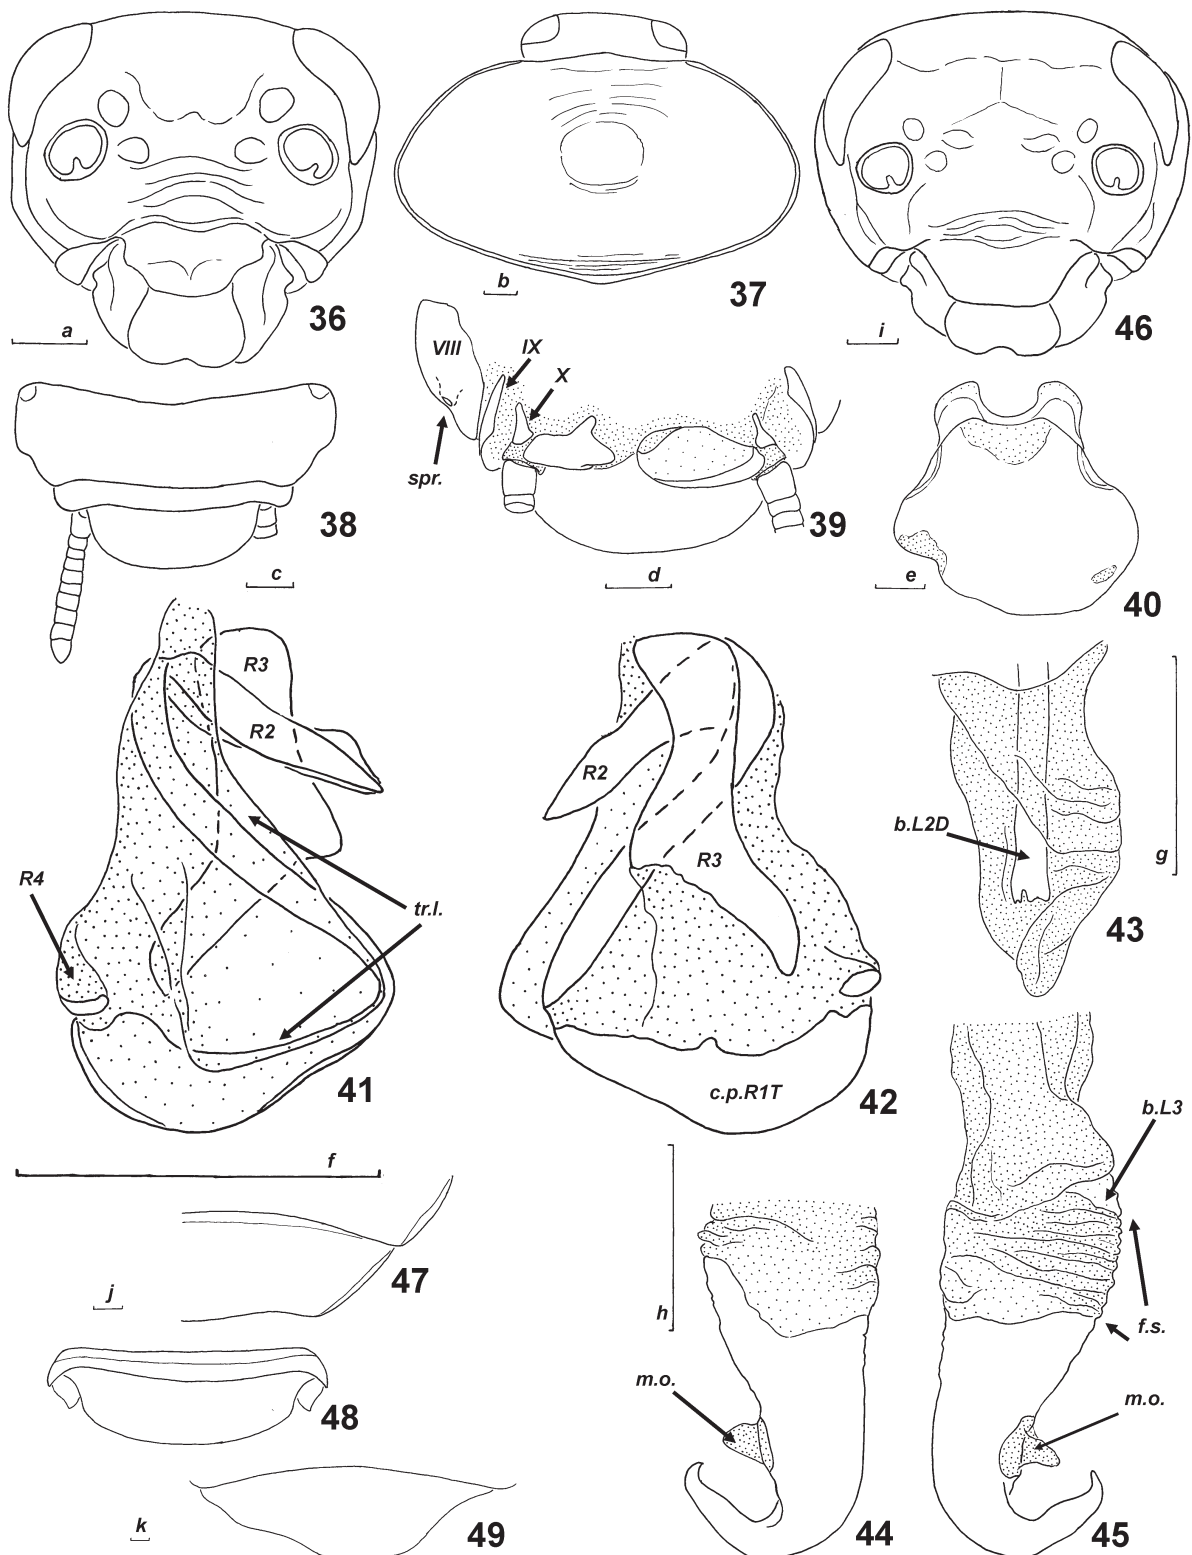 36
a
37
b
46
i
VIII
IX
X
spr.
38
c
39
d
40
e
R3
R2
R4
tr.l.
41
f
R2
R3
c.p.R1T
42
b.L2D
g
43
b.L3
f.s.
m.o.
h
m.o.
44
45
47
j
48
49
k